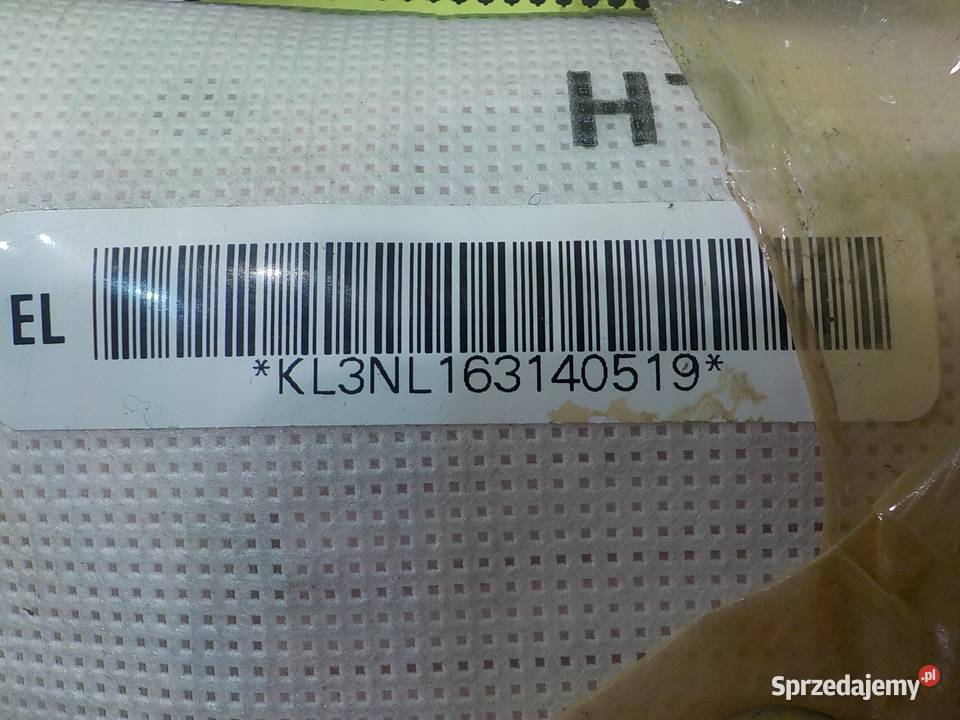 H
EL
*KL3NL163140519*
Sprzedajemy.pl